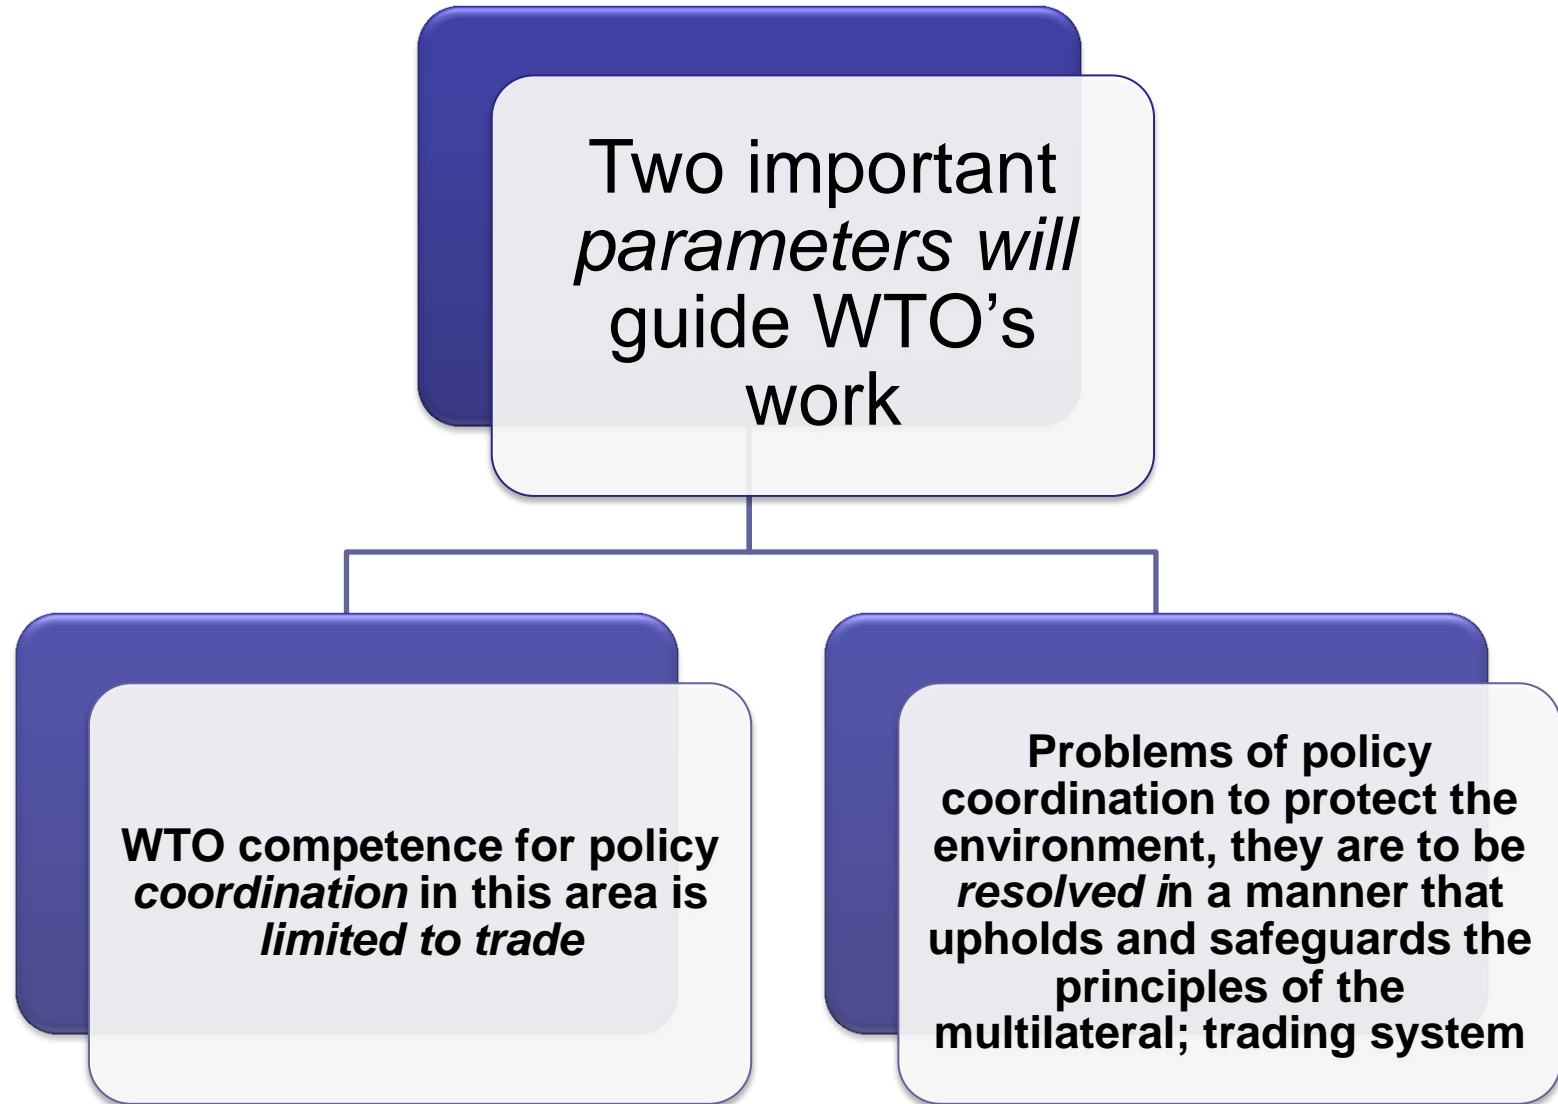 Two important
parameters will
guide WTO’s
work
WTO competence for policy
coordination in this area is
limited to trade
Problems of policy
coordination to protect the
environment, they are to be
resolved in a manner that
upholds and safeguards the
principles of the
multilateral; trading system